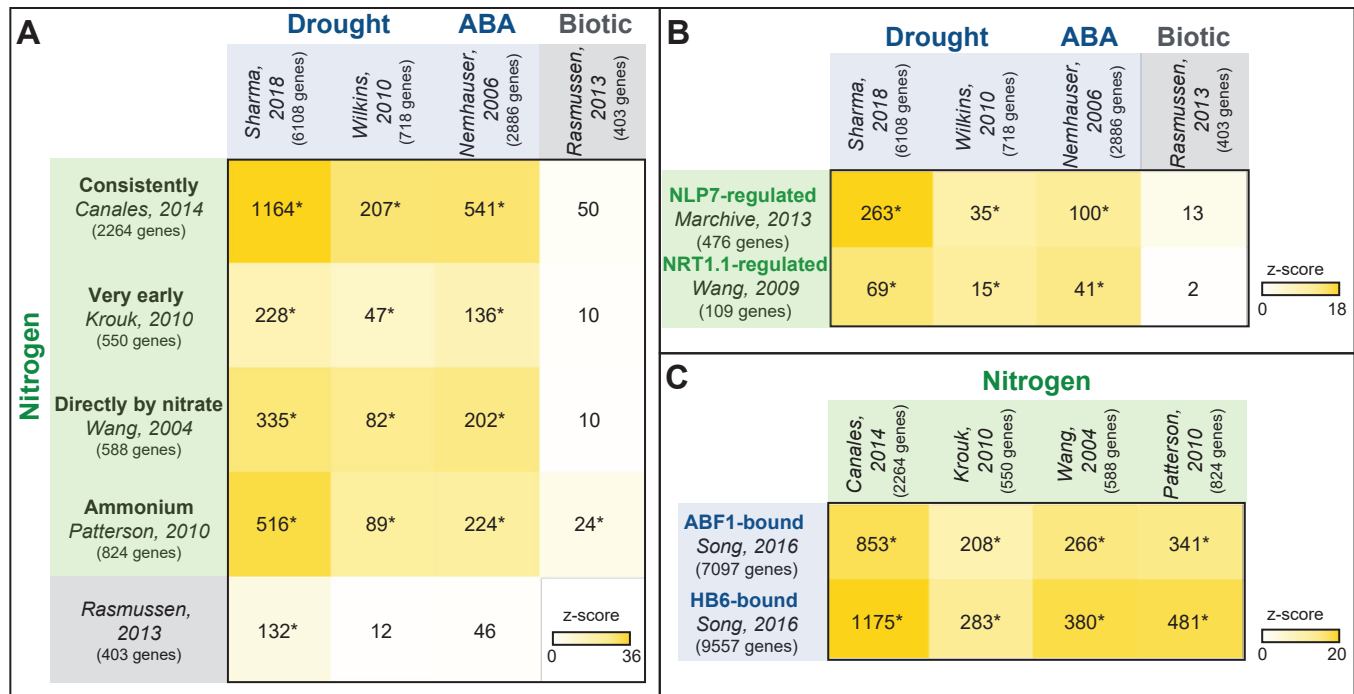 A
Drought ABA Biotic
Sharma,
2018
(6108 genes)
Wilkins,
2010
(718 genes)
Nemhauser,
2006
(2886 genes)
Rasmussen,
2013
(403 genes)
Nitrogen
Consistently
Canales, 2014
(2264 genes)
1164* 207* 541* 50
Very early
Krouk, 2010
(550 genes)
228* 47* 136* 10
Directly by nitrate
Wang, 2004
(588 genes)
335* 82* 202* 10
Ammonium
Patterson, 2010
(824 genes)
516* 89* 224* 24*
Rasmussen,
2013
(403 genes)
132* 12 46
z-score
0 36
B
Drought ABA Biotic
Sharma,
2018
(6108 genes)
Wilkins,
2010
(718 genes)
Nemhauser,
2006
(2886 genes)
Rasmussen,
2013
(403 genes)
NLP7-regulated
Marchive, 2013
(476 genes)
263* 35* 100* 13
NRT1.1-regulated
Wang, 2009
(109 genes)
69* 15* 41* 2
z-score
0 18
C
Nitrogen
Canales,
2014
(2264 genes)
Krouk,
2010
(550 genes)
Wang,
2004
(588 genes)
Patterson,
2010
(824 genes)
ABF1-bound
Song, 2016
(7097 genes)
853* 208* 266* 341*
HB6-bound
Song, 2016
(9557 genes)
1175* 283* 380* 481*
z-score
0 20